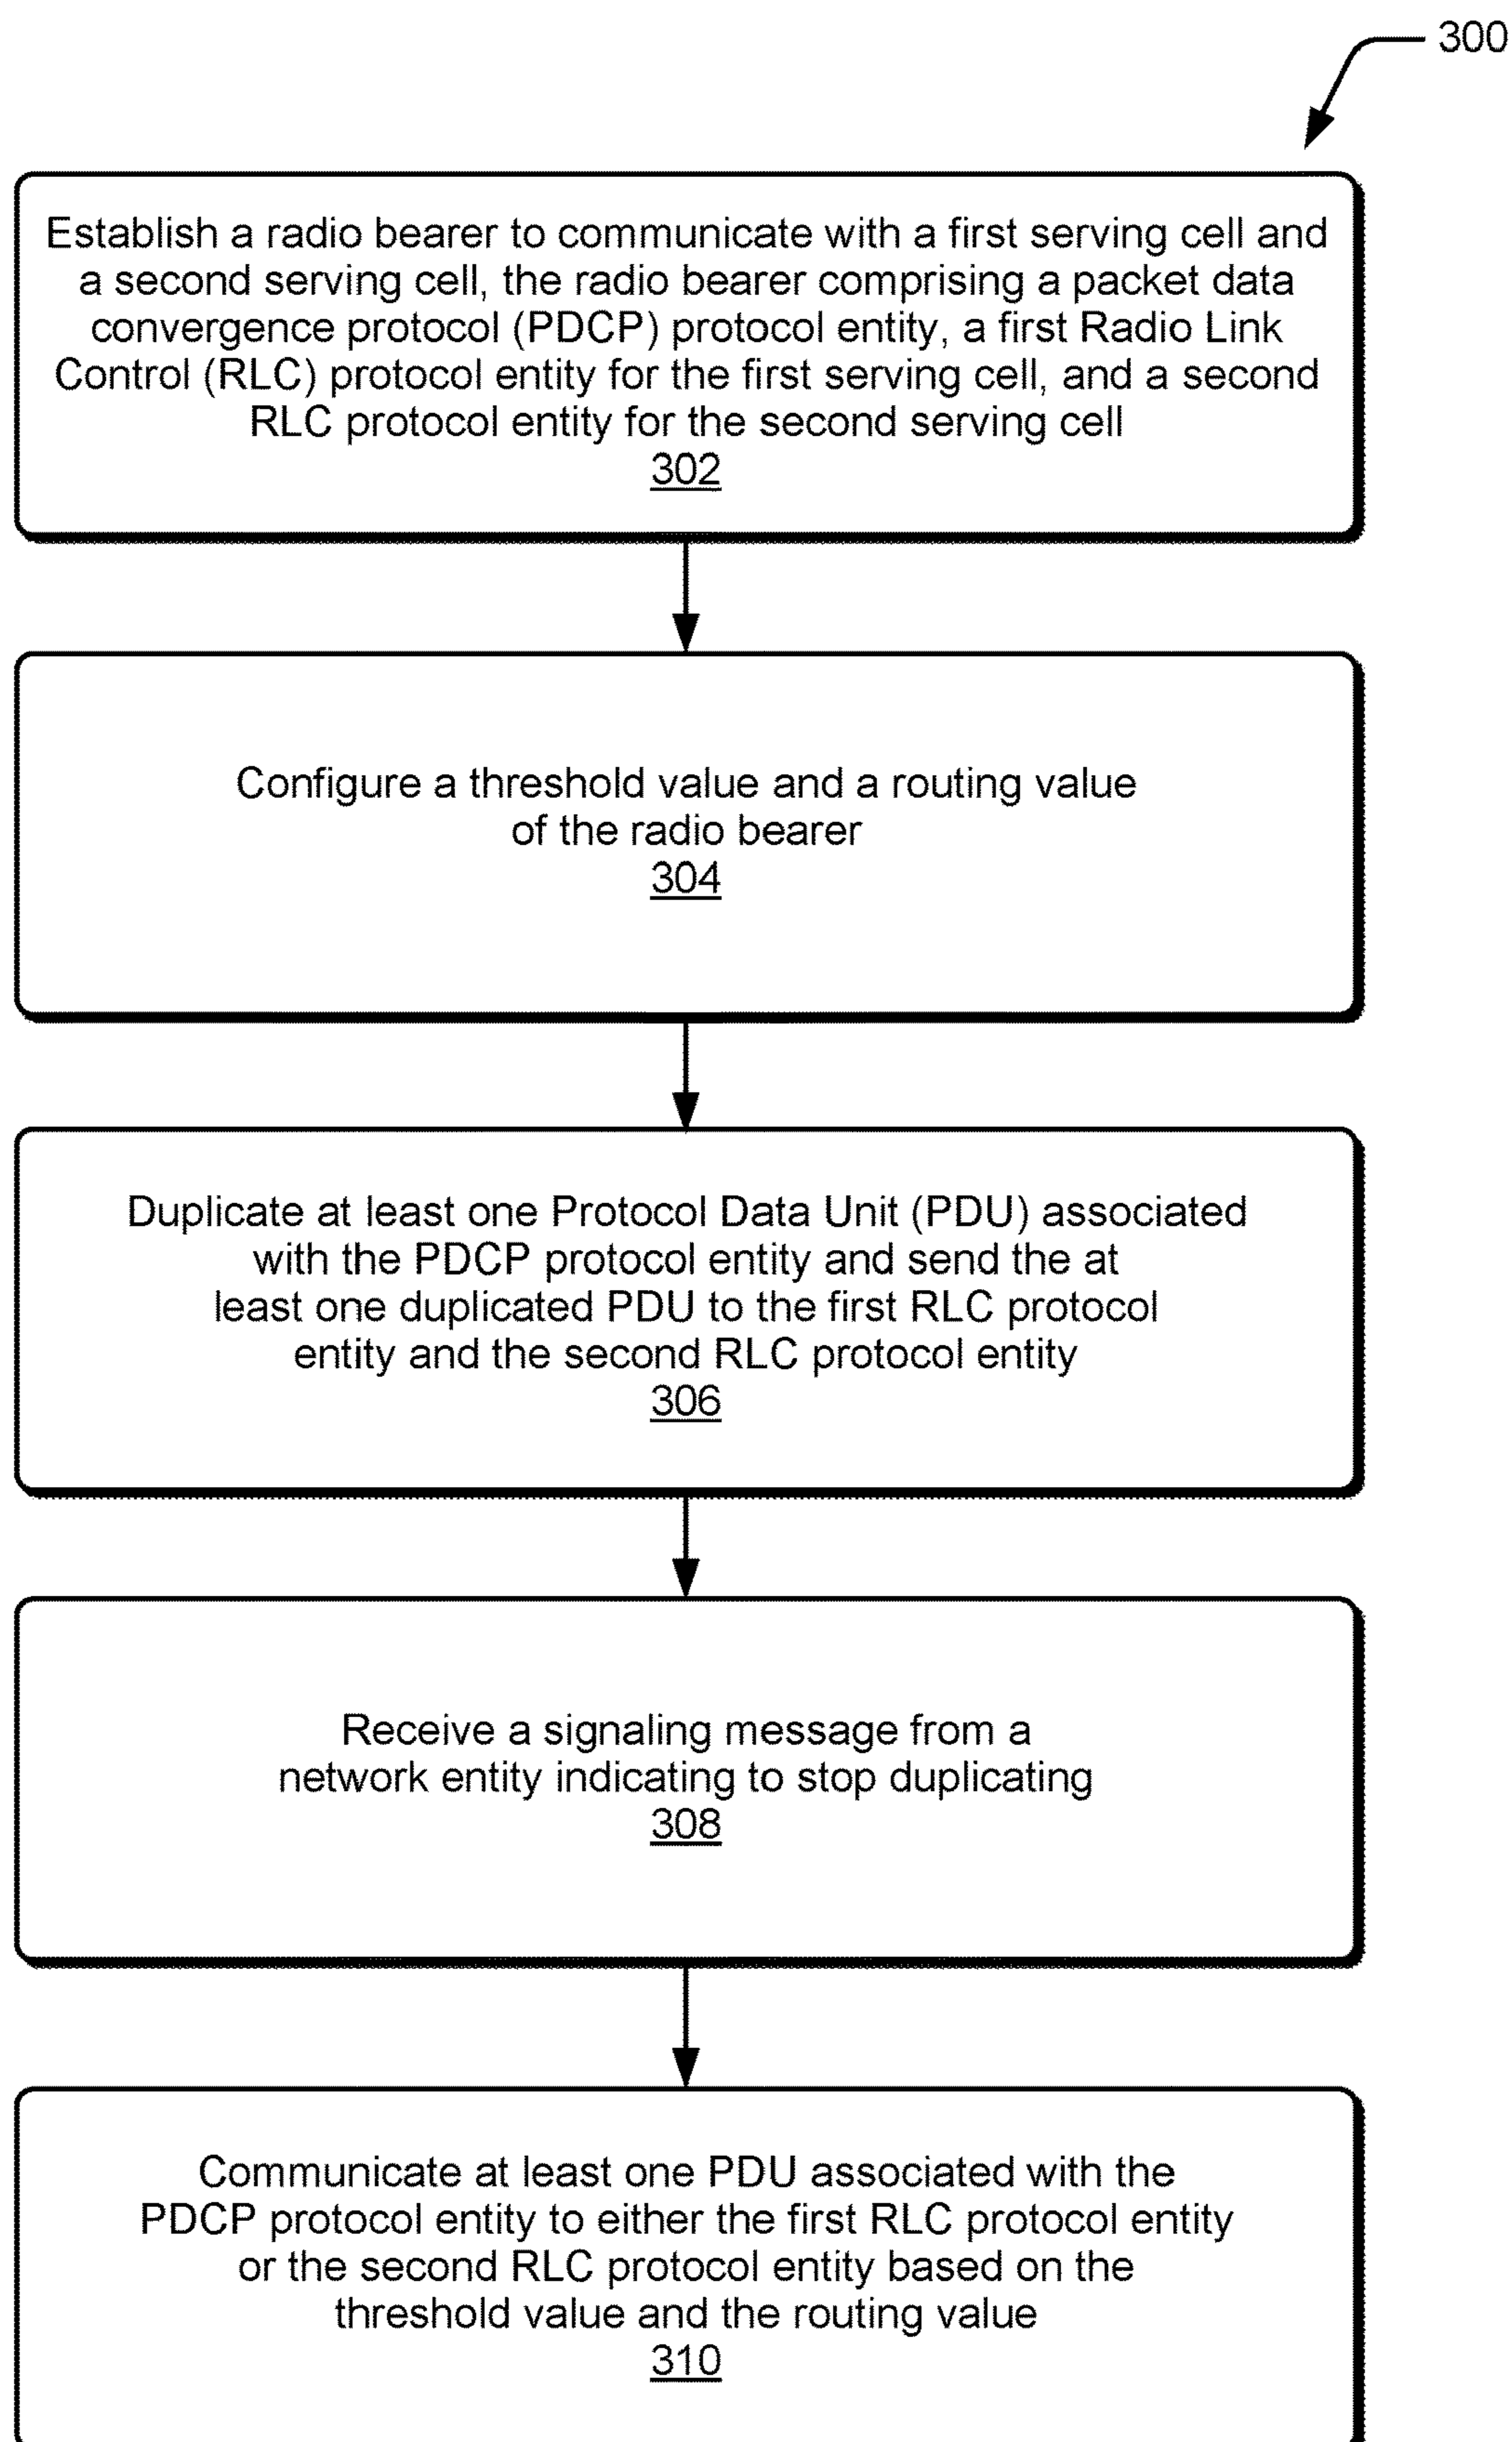 300
Establish a radio bearer to communicate with a first serving cell and
a second serving cell, the radio bearer comprising a packet data
convergence protocol (PDCP) protocol entity, a first Radio Link
Control (RLC) protocol entity for the first serving cell, and a second
RLC protocol entity for the second serving cell
302
Configure a threshold value and a routing value
of the radio bearer
304
Duplicate at least one Protocol Data Unit (PDU) associated
with the PDCP protocol entity and send the at
least one duplicated PDU to the first RLC protocol
entity and the second RLC protocol entity
306
Receive a signaling message from a
network entity indicating to stop duplicating
308
Communicate at least one PDU associated with the
PDCP protocol entity to either the first RLC protocol entity
or the second RLC protocol entity based on the
threshold value and the routing value
310